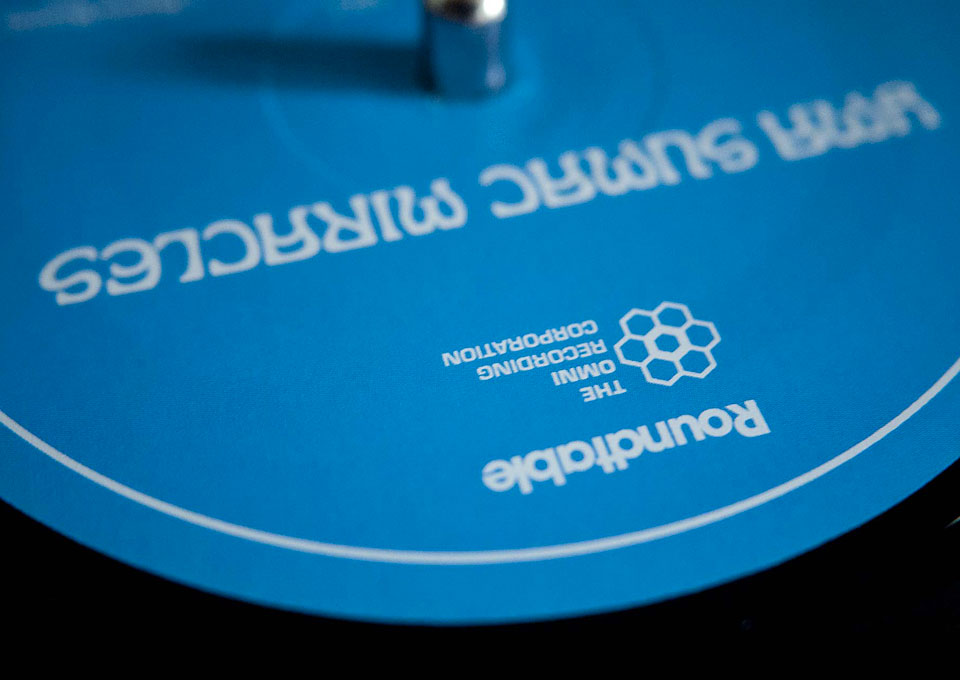 Roundtable
THE
OMNI
RECORDING
CORPORATION
YMA SUMAC MIRACLES